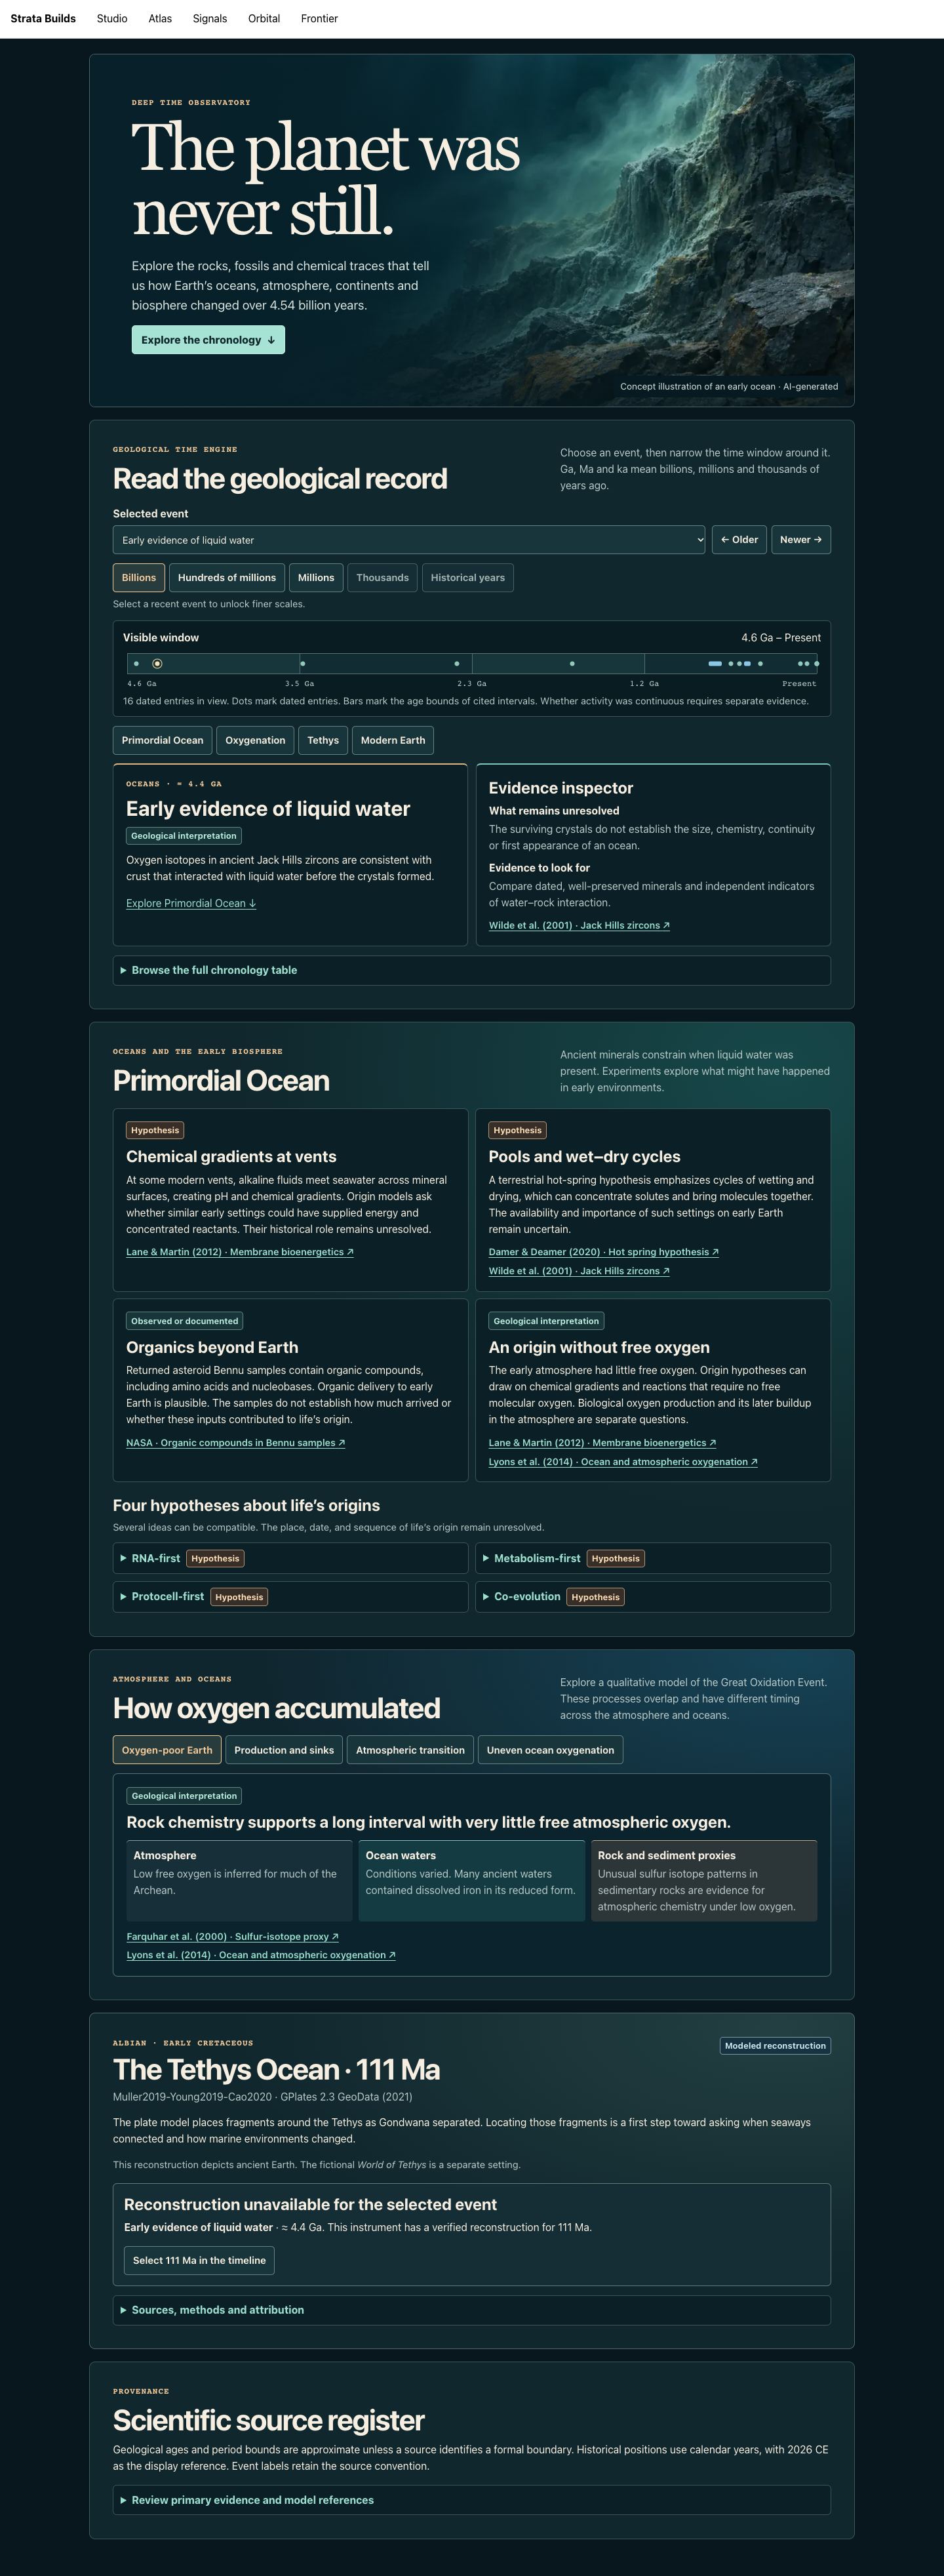 Strata Builds Studio Atlas Signals Orbital Frontier
DEEP TIME OBSERVATORY
The planet was
never still.
Explore the rocks, fossils and chemical traces that tell
us how Earth’s oceans, atmosphere, continents and
biosphere changed over 4.54 billion years.
Explore the chronology ↓
Concept illustration of an early ocean · AI-generated
GEOLOGICAL TIME ENGINE
Read the geological record
Choose an event, then narrow the time window around it.
Ga, Ma and ka mean billions, millions and thousands of
years ago.
Selected event
Early evidence of liquid water
← Older
Newer →
Billions
Hundreds of millions
Millions
Thousands
Historical years
Select a recent event to unlock finer scales.
Visible window
4.6 Ga – Present
4.6 Ga 3.5 Ga 2.3 Ga 1.2 Ga Present
16 dated entries in view. Dots mark dated entries. Bars mark the age bounds of cited intervals. Whether activity was continuous requires separate evidence.
Primordial Ocean
Oxygenation
Tethys
Modern Earth
OCEANS · ≈ 4.4 GA
Early evidence of liquid water
Geological interpretation
Oxygen isotopes in ancient Jack Hills zircons are consistent with
crust that interacted with liquid water before the crystals formed.
Explore Primordial Ocean ↓
Evidence inspector
What remains unresolved
The surviving crystals do not establish the size, chemistry, continuity
or first appearance of an ocean.
Evidence to look for
Compare dated, well-preserved minerals and independent indicators
of water–rock interaction.
Wilde et al. (2001) · Jack Hills zircons ↗
▶ Browse the full chronology table
OCEANS AND THE EARLY BIOSPHERE
Primordial Ocean
Ancient minerals constrain when liquid water was
present. Experiments explore what might have happened
in early environments.
Hypothesis
Chemical gradients at vents
At some modern vents, alkaline fluids meet seawater across mineral
surfaces, creating pH and chemical gradients. Origin models ask
whether similar early settings could have supplied energy and
concentrated reactants. Their historical role remains unresolved.
Lane & Martin (2012) · Membrane bioenergetics ↗
Hypothesis
Pools and wet–dry cycles
A terrestrial hot-spring hypothesis emphasizes cycles of wetting and
drying, which can concentrate solutes and bring molecules together.
The availability and importance of such settings on early Earth
remain uncertain.
Damer & Deamer (2020) · Hot spring hypothesis ↗
Wilde et al. (2001) · Jack Hills zircons ↗
Observed or documented
Organics beyond Earth
Returned asteroid Bennu samples contain organic compounds,
including amino acids and nucleobases. Organic delivery to early
Earth is plausible. The samples do not establish how much arrived or
whether these inputs contributed to life’s origin.
NASA · Organic compounds in Bennu samples ↗
Geological interpretation
An origin without free oxygen
The early atmosphere had little free oxygen. Origin hypotheses can
draw on chemical gradients and reactions that require no free
molecular oxygen. Biological oxygen production and its later buildup
in the atmosphere are separate questions.
Lane & Martin (2012) · Membrane bioenergetics ↗
Lyons et al. (2014) · Ocean and atmospheric oxygenation ↗
Four hypotheses about life’s origins
Several ideas can be compatible. The place, date, and sequence of life’s origin remain unresolved.
▶ RNA-first Hypothesis
▶ Metabolism-first Hypothesis
▶ Protocell-first Hypothesis
▶ Co-evolution Hypothesis
ATMOSPHERE AND OCEANS
How oxygen accumulated
Explore a qualitative model of the Great Oxidation Event.
These processes overlap and have different timing
across the atmosphere and oceans.
Oxygen-poor Earth
Production and sinks
Atmospheric transition
Uneven ocean oxygenation
Geological interpretation
Rock chemistry supports a long interval with very little free atmospheric oxygen.
Atmosphere
Low free oxygen is inferred for much of the
Archean.
Ocean waters
Conditions varied. Many ancient waters
contained dissolved iron in its reduced form.
Rock and sediment proxies
Unusual sulfur isotope patterns in
sedimentary rocks are evidence for
atmospheric chemistry under low oxygen.
Farquhar et al. (2000) · Sulfur-isotope proxy ↗
Lyons et al. (2014) · Ocean and atmospheric oxygenation ↗
ALBIAN · EARLY CRETACEOUS
Modeled reconstruction
The Tethys Ocean · 111 Ma
Muller2019-Young2019-Cao2020 · GPlates 2.3 GeoData (2021)
The plate model places fragments around the Tethys as Gondwana separated. Locating those fragments is a first step toward asking when seaways
connected and how marine environments changed.
This reconstruction depicts ancient Earth. The fictional World of Tethys is a separate setting.
Reconstruction unavailable for the selected event
Early evidence of liquid water · ≈ 4.4 Ga. This instrument has a verified reconstruction for 111 Ma.
Select 111 Ma in the timeline
▶ Sources, methods and attribution
PROVENANCE
Scientific source register
Geological ages and period bounds are approximate unless a source identifies a formal boundary. Historical positions use calendar years, with 2026 CE
as the display reference. Event labels retain the source convention.
▶ Review primary evidence and model references